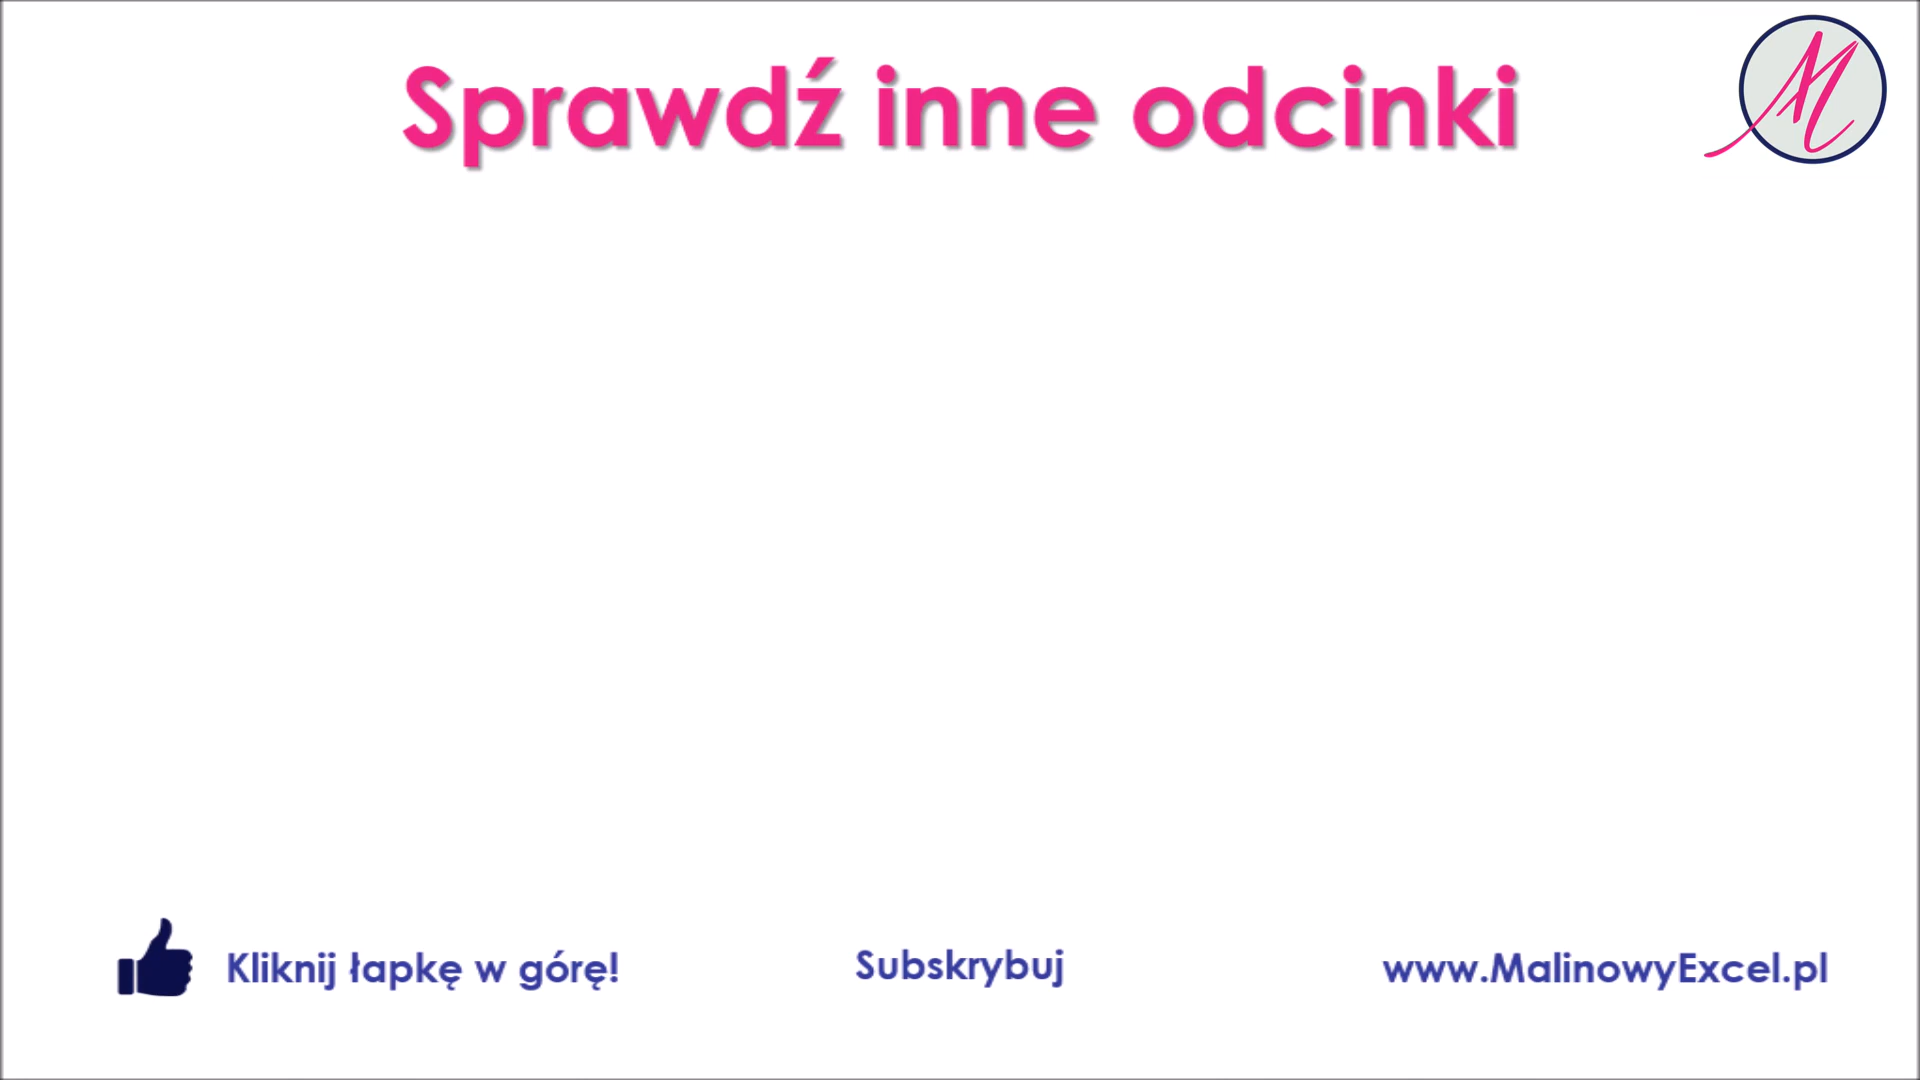 Sprawdź inne odcinki
M
Kliknij łapkę w górę!
Subskrybuj
www.MalinowyExcel.pl